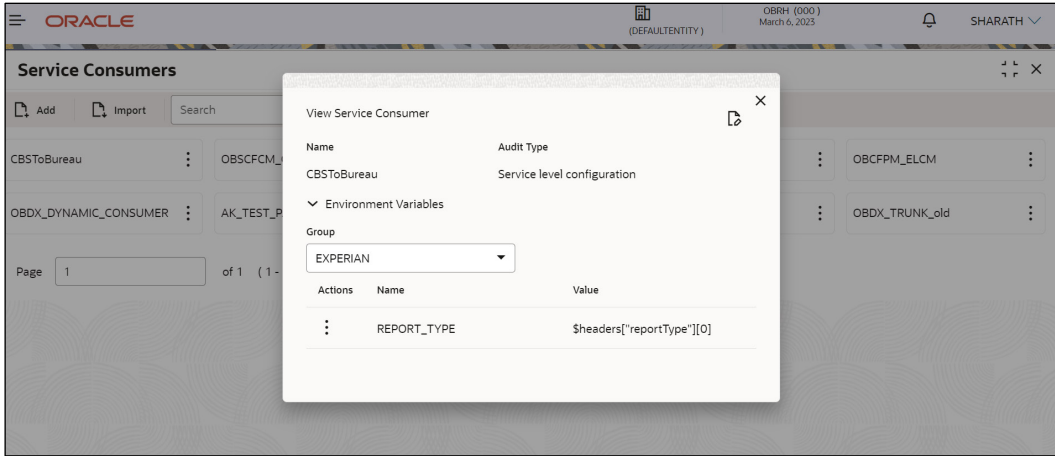 ORACLE
(DEFAULTENTITY )
OBRH (000 )
March 6, 2023
SHARATH
Service Consumers
Add
Import
Search
View Service Consumer
Name
Audit Type
CBSToBureau
Service level configuration
Environment Variables
Group
EXPERIAN
Actions Name Value
REPORT_TYPE $headers["reportType"][0]
CBSToBureau
OBCFPM_ELCM
OBDX_DYNAMIC_CONSUMER
OBDX_TRUNK_old
Page 1 of 1 (1 -